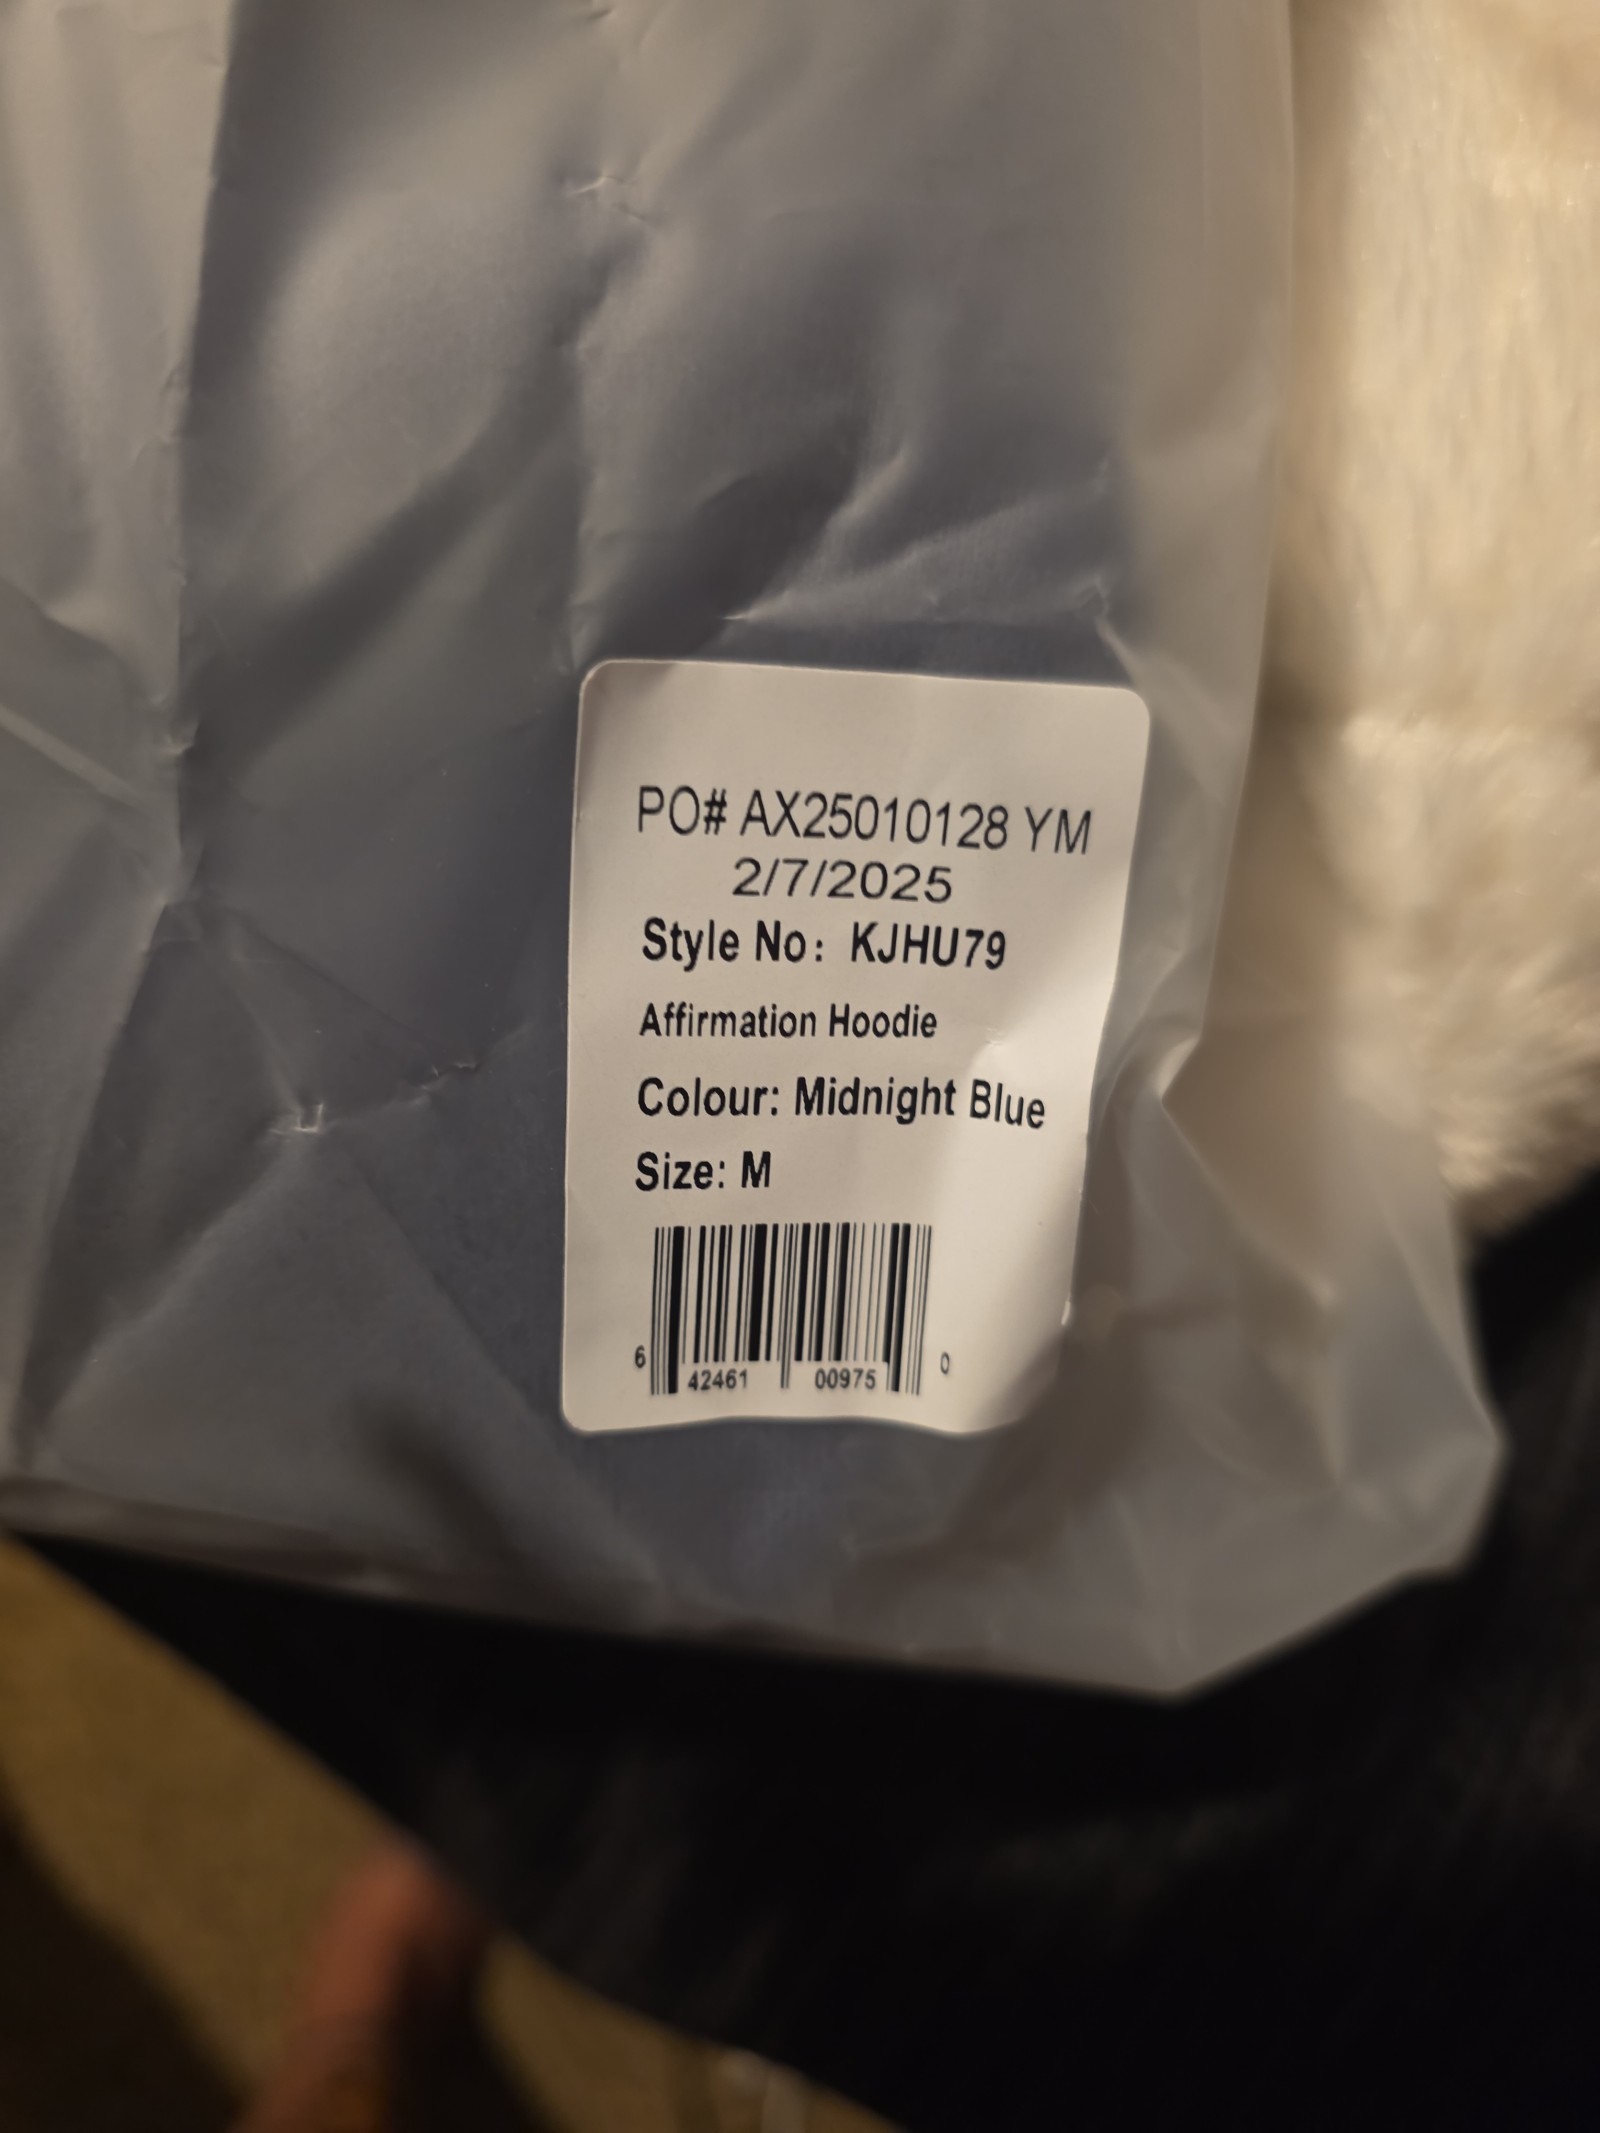 PO# AX25010128 YM
2/7/2025
Style No: KJHU79
Affirmation Hoodie
Colour: Midnight Blue
Size: M
6 42461 00975 0